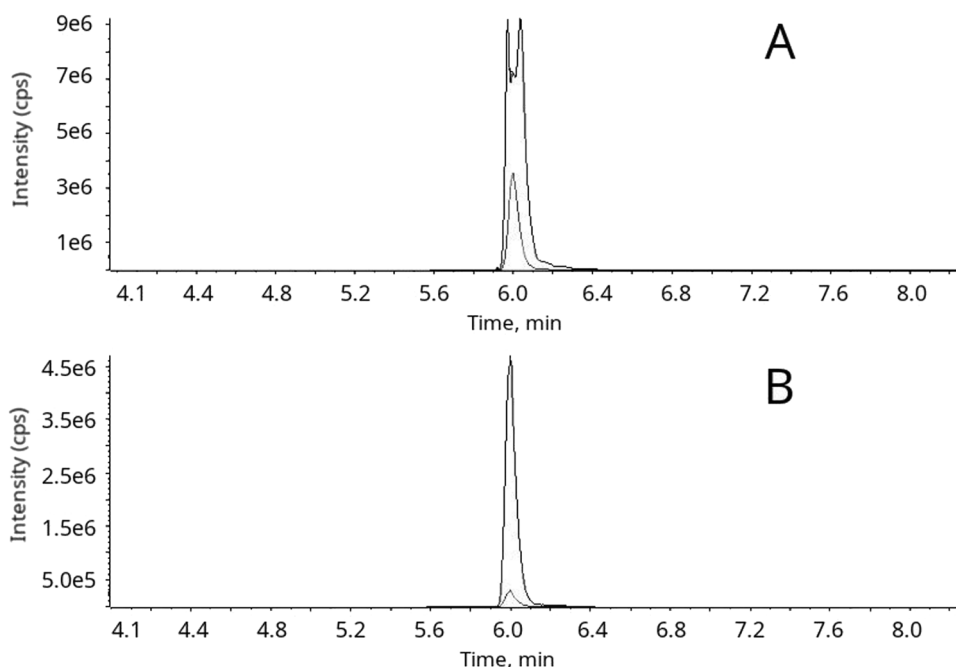 A
Intensity (cps)
9e6
7e6
5e6
3e6
1e6
4.1 4.4 4.8 5.2 5.6 6.0 6.4 6.8 7.2 7.6 8.0
Time, min
B
Intensity (cps)
4.5e6
3.5e6
2.5e6
1.5e6
5.0e5
4.1 4.4 4.8 5.2 5.6 6.0 6.4 6.8 7.2 7.6 8.0
Time, min